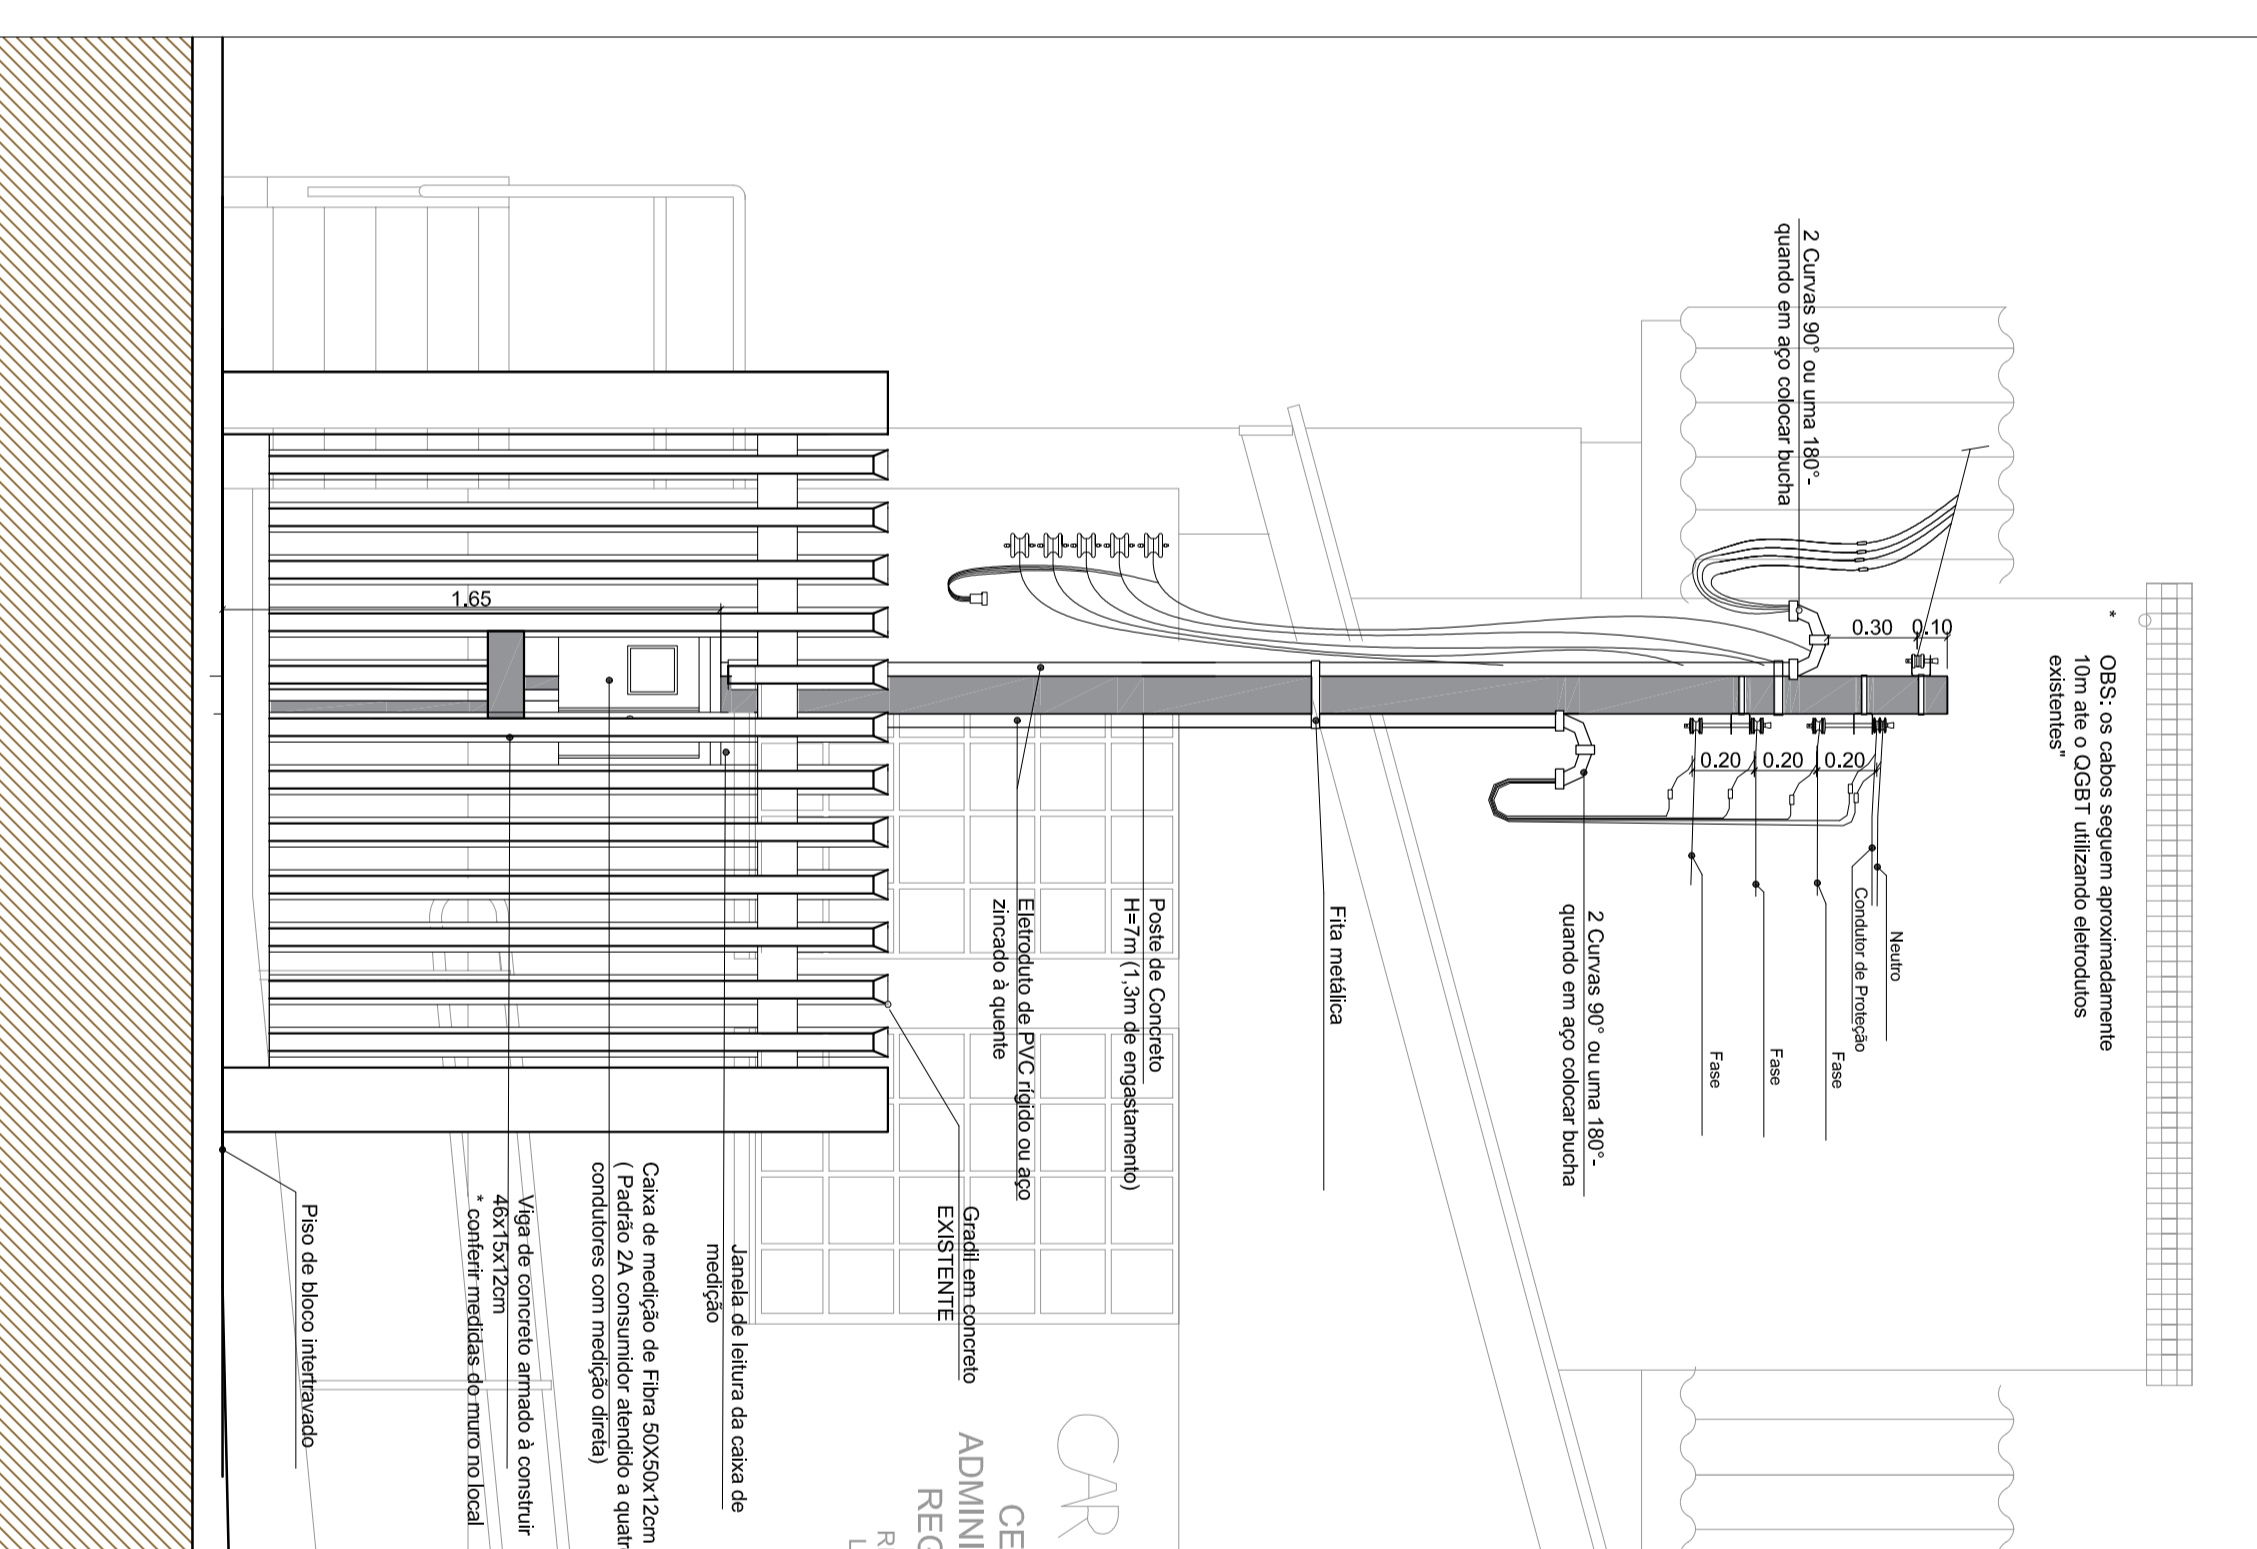 * OBS: os cabos seguem aproximadamente
10m até o QGBT utilizando eletrodutos
existentes"
2 Curvas 90° ou uma 180°-
quando em aço colocar bucha
0.30
0.10
0.20
0.20
0.20
Neutro
Condutor de Proteção
Fase
Fase
Fase
2 Curvas 90° ou uma 180°-
quando em aço colocar bucha
Fita metálica
Poste de Concreto
H=7m (1,3m de engastamento)
Eletroduto de PVC rígido ou aço
zincado à quente
Gradil em concreto
EXISTENTE
Janela de leitura da caixa de
medição
Caixa de medição de Fibra 50X50x12cm
( Padrão 2A consumidor atendido a quatr
condutores com medição direta)
Viga de concreto armado à construir
46x15x12cm
* conferir medidas do muro no local
Piso de bloco intertravado
1.65
CAR
CE
ADMINI
REG
R
L